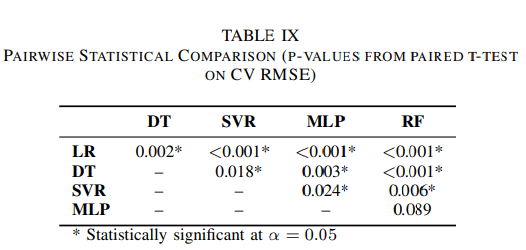 TABLE IX
PAIRWISE STATISTICAL COMPARISON (P-VALUES FROM PAIRED T-TEST
ON CV RMSE)
DT SVR MLP RF
LR 0.002* <0.001* <0.001* <0.001*
DT – 0.018* 0.003* <0.001*
SVR – – 0.024* 0.006*
MLP – – – 0.089
* Statistically significant at α = 0.05